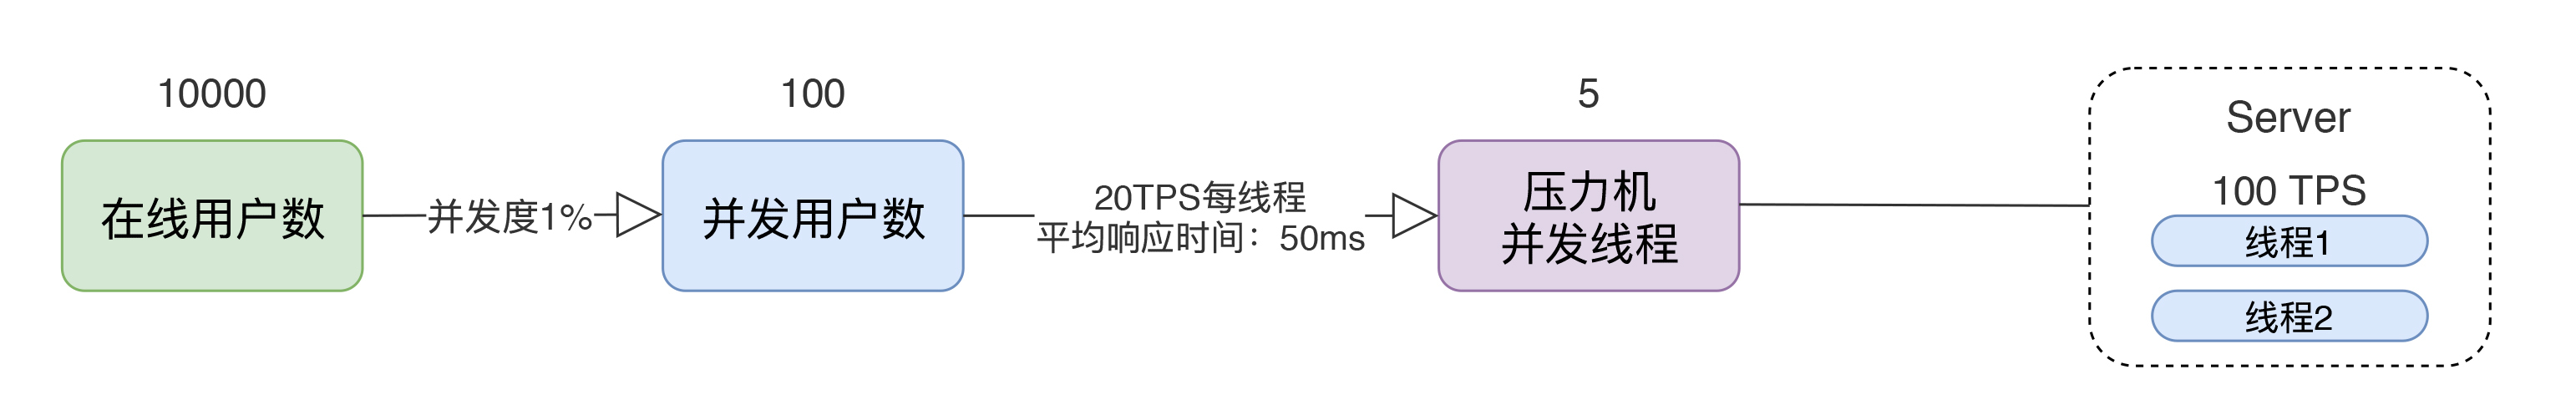 10000
在线用户数
并发度1%
100
并发用户数
20TPS每线程
平均响应时间：50ms
5
压力机
并发线程
Server
100 TPS
线程1
线程2